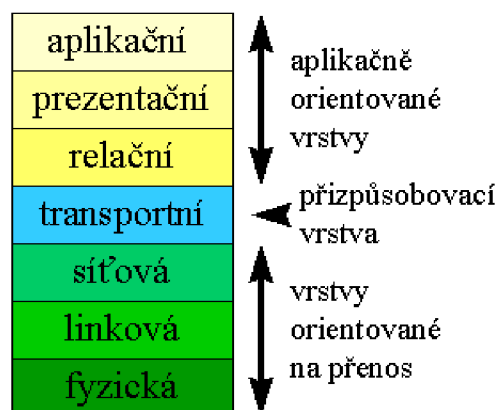 aplikační
prezentační
relační
transportní
síťová
linková
fyzická
aplikačně
orientované
vrstvy
přizpůsobovací
vrstva
vrstvy
orientované
na přenos